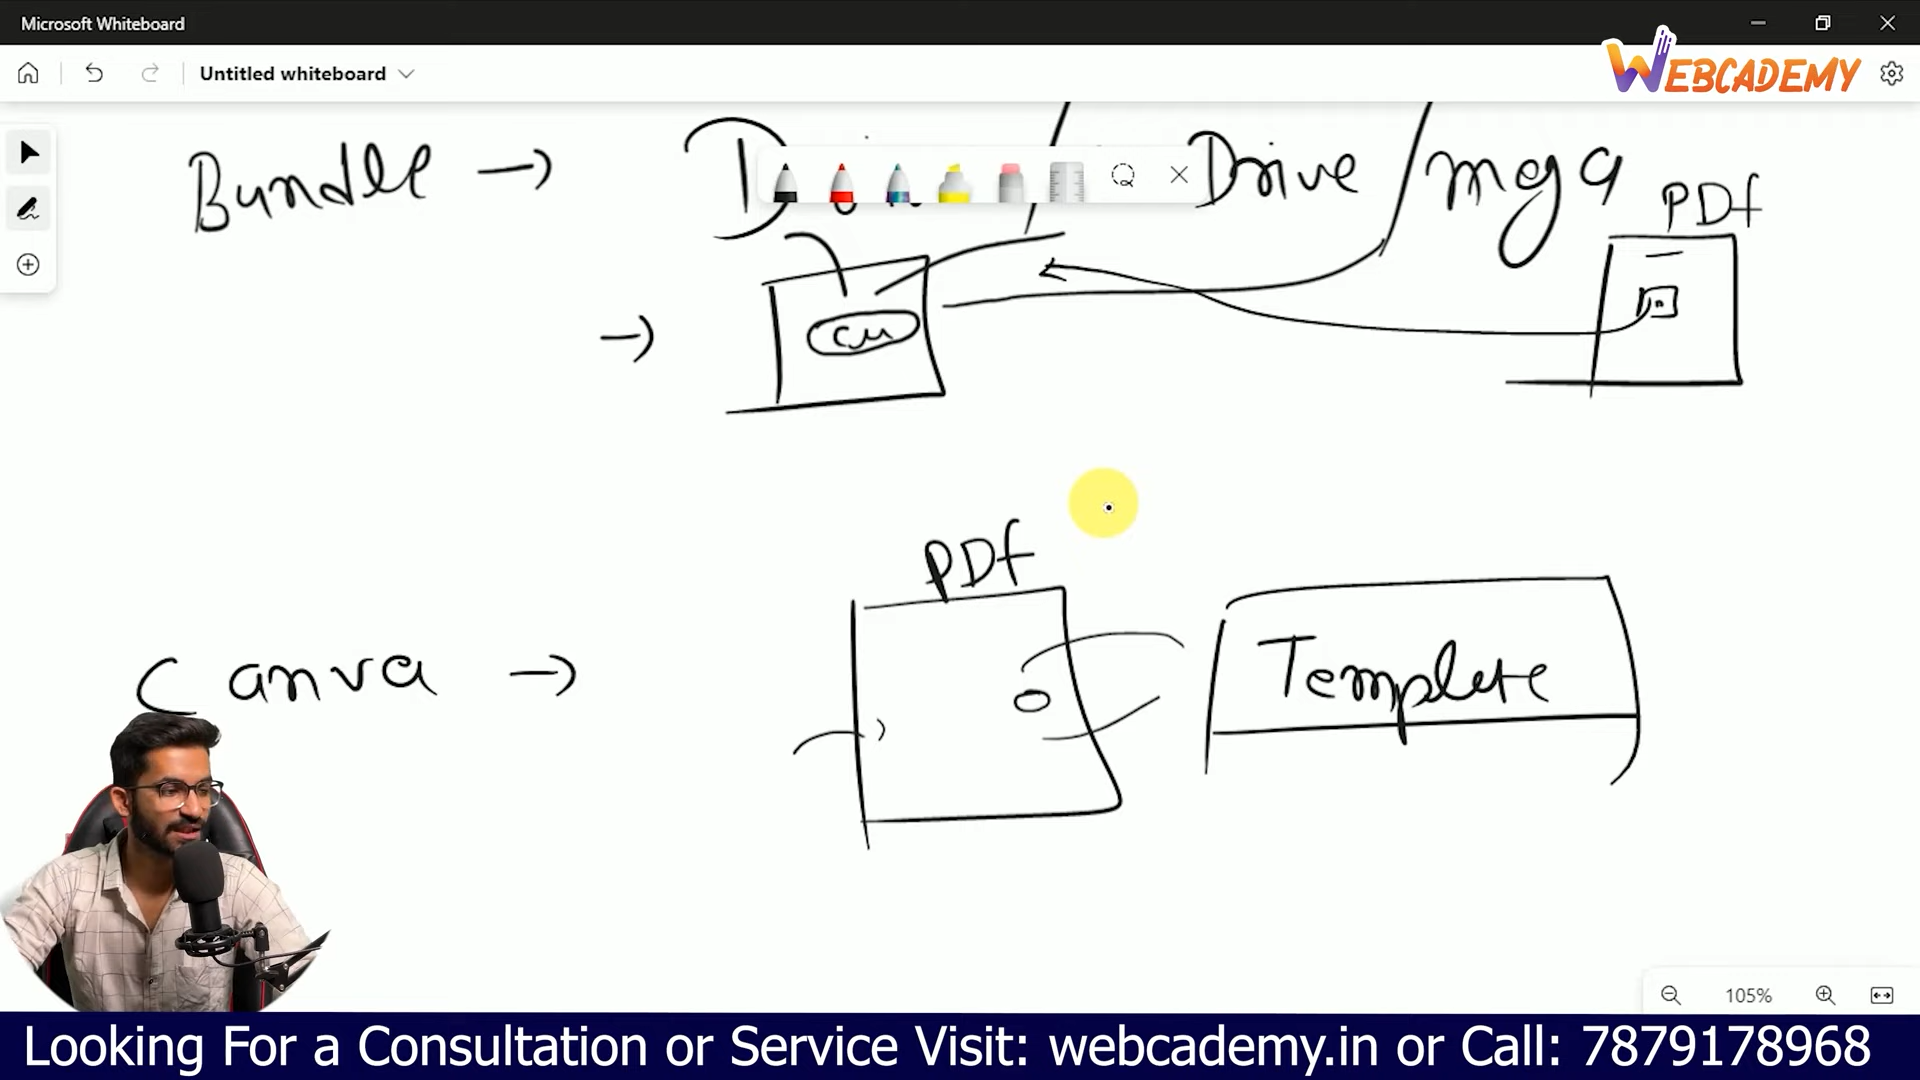 Microsoft Whiteboard
Untitled whiteboard
WEBCADEMY
Bundle → Drive / mega
PDf
→ cu
PDf
Canva → Template
105%
Looking For a Consultation or Service Visit: webcademy.in or Call: 7879178968